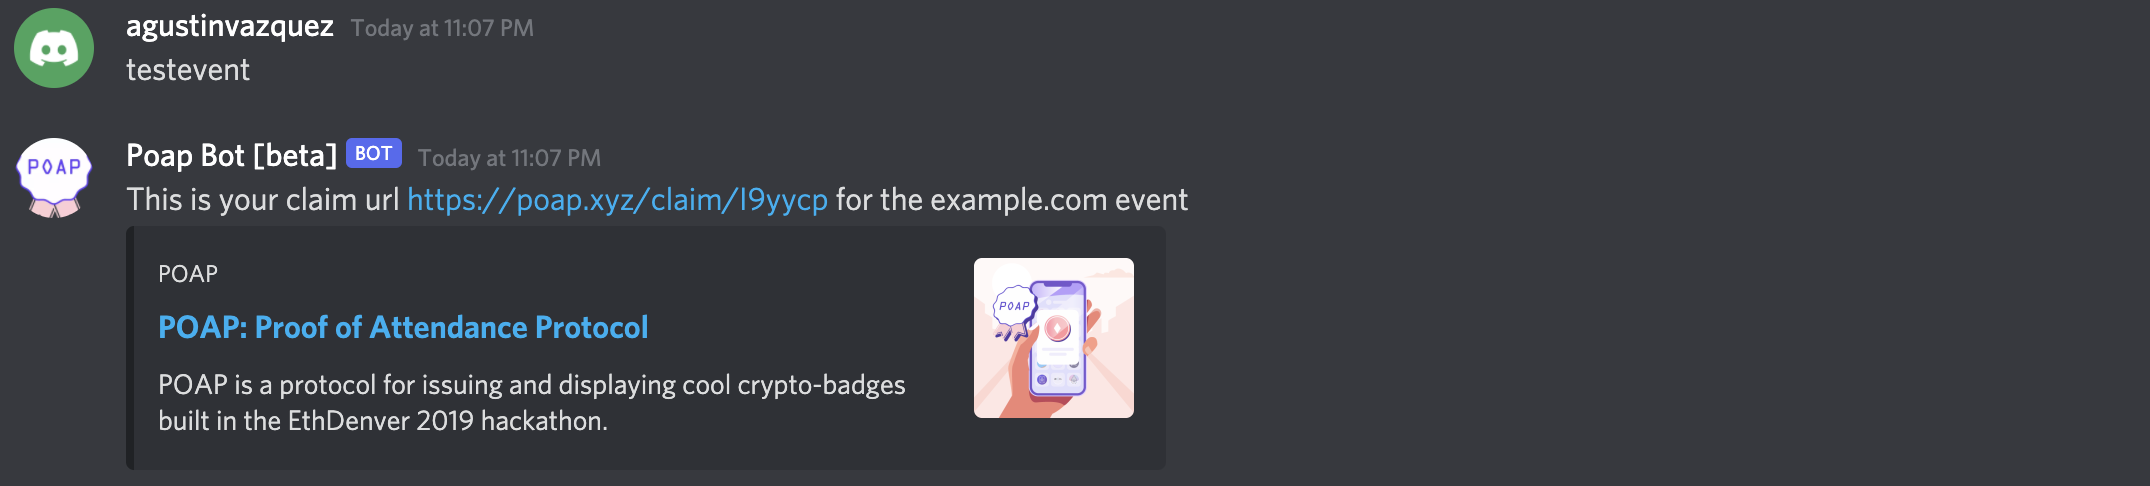 agustinvazquez Today at 11:07 PM
testevent
POAP
Poap Bot [beta] BOT Today at 11:07 PM
This is your claim url https://poap.xyz/claim/l9yycp for the example.com event
POAP
POAP: Proof of Attendance Protocol
POAP is a protocol for issuing and displaying cool crypto-badges
built in the EthDenver 2019 hackathon.
POAP